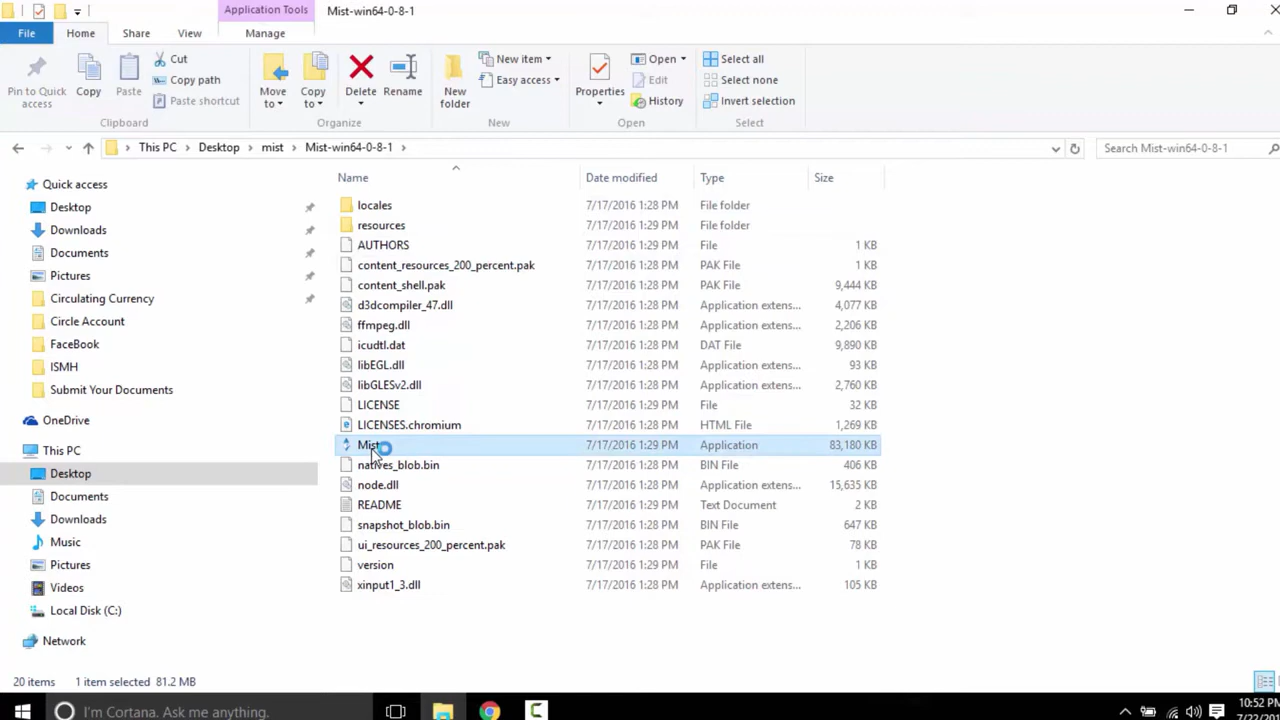 Application Tools Mist-win64-0-8-1
File Home Share View Manage
Pin to Quick access
Copy
Paste
Cut
Copy path
Paste shortcut
Move to
Copy to
Delete
Rename
New folder
New item
Easy access
Properties
Open
Edit
History
Select all
Select none
Invert selection
Clipboard Organize New Open Select
This PC Desktop mist Mist-win64-0-8-1 Search Mist-win64-0-8-1
Quick access
Desktop
Downloads
Documents
Pictures
Circulating Currency
Circle Account
FaceBook
ISMH
Submit Your Documents
OneDrive
This PC
Desktop
Documents
Downloads
Music
Pictures
Videos
Local Disk (C:)
Network
Name Date modified Type Size
locales 7/17/2016 1:28 PM File folder
resources 7/17/2016 1:29 PM File folder
AUTHORS 7/17/2016 1:29 PM File 1 KB
content_resources_200_percent.pak 7/17/2016 1:28 PM PAK File 1 KB
content_shell.pak 7/17/2016 1:28 PM PAK File 9,444 KB
d3dcompiler_47.dll 7/17/2016 1:28 PM Application extens... 4,077 KB
ffmpeg.dll 7/17/2016 1:28 PM Application extens... 2,206 KB
icudtl.dat 7/17/2016 1:28 PM DAT File 9,890 KB
libEGL.dll 7/17/2016 1:28 PM Application extens... 93 KB
libGLESv2.dll 7/17/2016 1:28 PM Application extens... 2,760 KB
LICENSE 7/17/2016 1:29 PM File 32 KB
LICENSES.chromium 7/17/2016 1:28 PM HTML File 1,269 KB
Mist 7/17/2016 1:29 PM Application 83,180 KB
natives_blob.bin 7/17/2016 1:28 PM BIN File 406 KB
node.dll 7/17/2016 1:28 PM Application extens... 15,635 KB
README 7/17/2016 1:29 PM Text Document 2 KB
snapshot_blob.bin 7/17/2016 1:28 PM BIN File 647 KB
ui_resources_200_percent.pak 7/17/2016 1:28 PM PAK File 78 KB
version 7/17/2016 1:28 PM File 1 KB
xinput1_3.dll 7/17/2016 1:28 PM Application extens... 105 KB
20 items 1 item selected 81.2 MB
I'm Cortana. Ask me anything.
10:52 PM